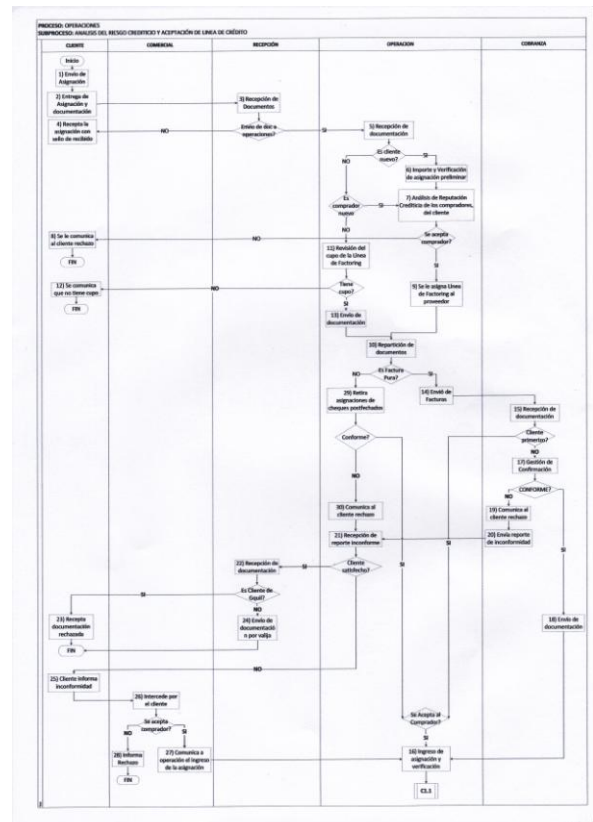 PROCESO: OPERACIONES
SUBPROCESO: ANALISIS DEL RIESGO CREDITICIO Y ACEPTACIÓN DE LINEA DE CRÉDITO
CLIENTE
COMERCIAL
RECEPCIÓN
OPERACION
COBRANZA
Inicio
1) Envío de
Asignación
2) Entrega de
Asignación y
documentación
3) Recepción de
Documentos
4) Recepta la
asignación con
sello de recibido
NO
Envío de doc a
operaciones?
SI
5) Recepción de
documentación
Es cliente
nuevo?
NO
SI
6) Importe y Verificación
de asignación preliminar
Es
comprador
nuevo
SI
7) Análisis de Reputación
Crediticia de los compradores,
del cliente
NO
8) Se le comunica
al cliente rechazo
NO
Se acepta
comprador?
FIN
11) Revisión del
cupo de la Linea
de Factoring
SI
12) Se comunica
que no tiene cupo
NO
Tiene
cupo?
9) Se le asigna Linea
de Factoring al
proveedor
FIN
SI
13) Envío de
documentación
10) Repartición de
documentos
NO
Es Factura
Pura?
SI
29) Retira
asignaciones de
cheques postfechados
14) Envió de
Facturas
15) Recepción de
documentación
Conforme?
Cliente
primerizo?
NO
17) Gestión de
Confirmación
NO
CONFORME?
NO
30) Comunica al
cliente rechazo
19) Comunica al
cliente rechazo
21) Recepción de
reporte inconforme
20) Envía reporte
de inconformidad
SI
22) Recepción de
documentación
SI
Cliente
satisfecho?
SI
SI
SI
Es Cliente de
NO
23) Recepta
documentación
rechazada
24) Envío de
documentació
n por valija
18) Envío de
documentación
FIN
NO
25) Cliente informa
inconformidad
26) Intercede por
el cliente
Se acepta
comprador?
Se Acepta al
Comprador?
NO
SI
SI
28) Informa
Rechazo
27) Comunica a
operación el ingreso
de la asignación
16) Ingreso de
asignación y
verificación
FIN
C1.1